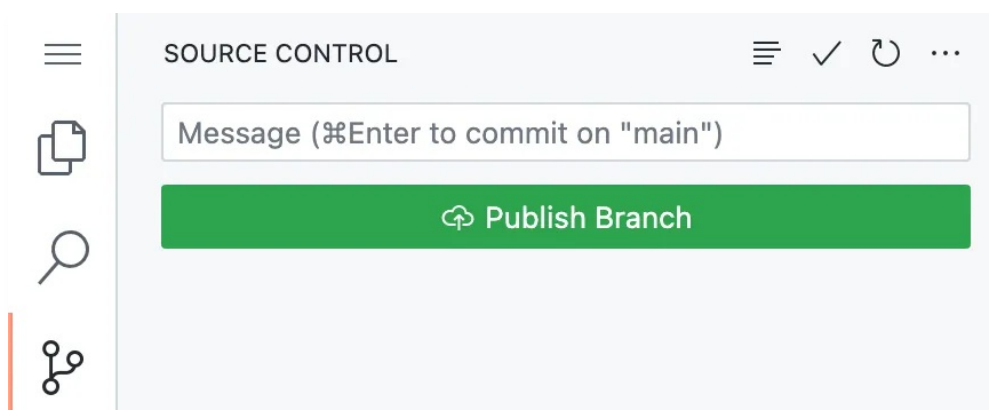 SOURCE CONTROL
Message (⌘Enter to commit on "main")
Publish Branch